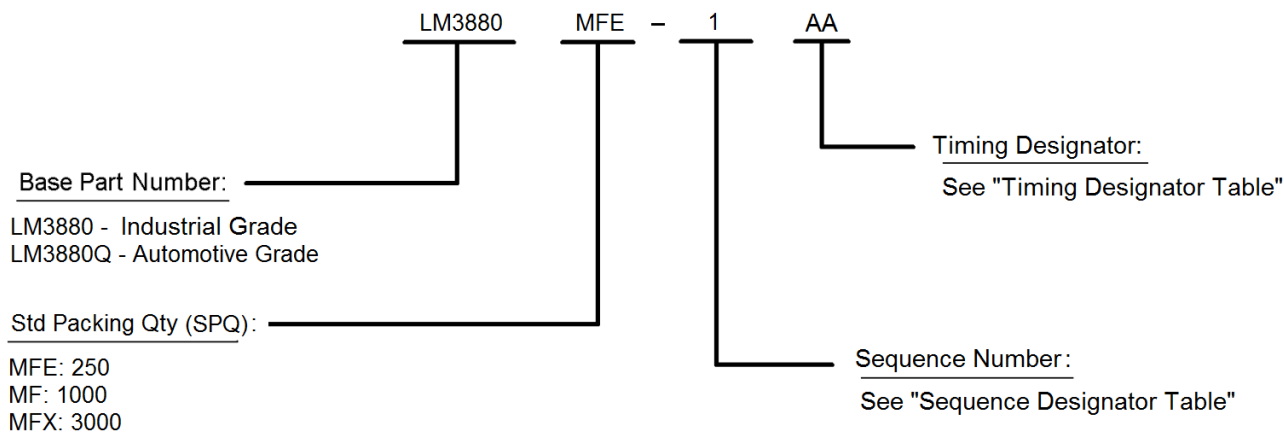 LM3880 MFE – 1 AA
Timing Designator:
See "Timing Designator Table"
Base Part Number:
LM3880 - Industrial Grade
LM3880Q - Automotive Grade
Std Packing Qty (SPQ):
MFE: 250
MF: 1000
MFX: 3000
Sequence Number:
See "Sequence Designator Table"